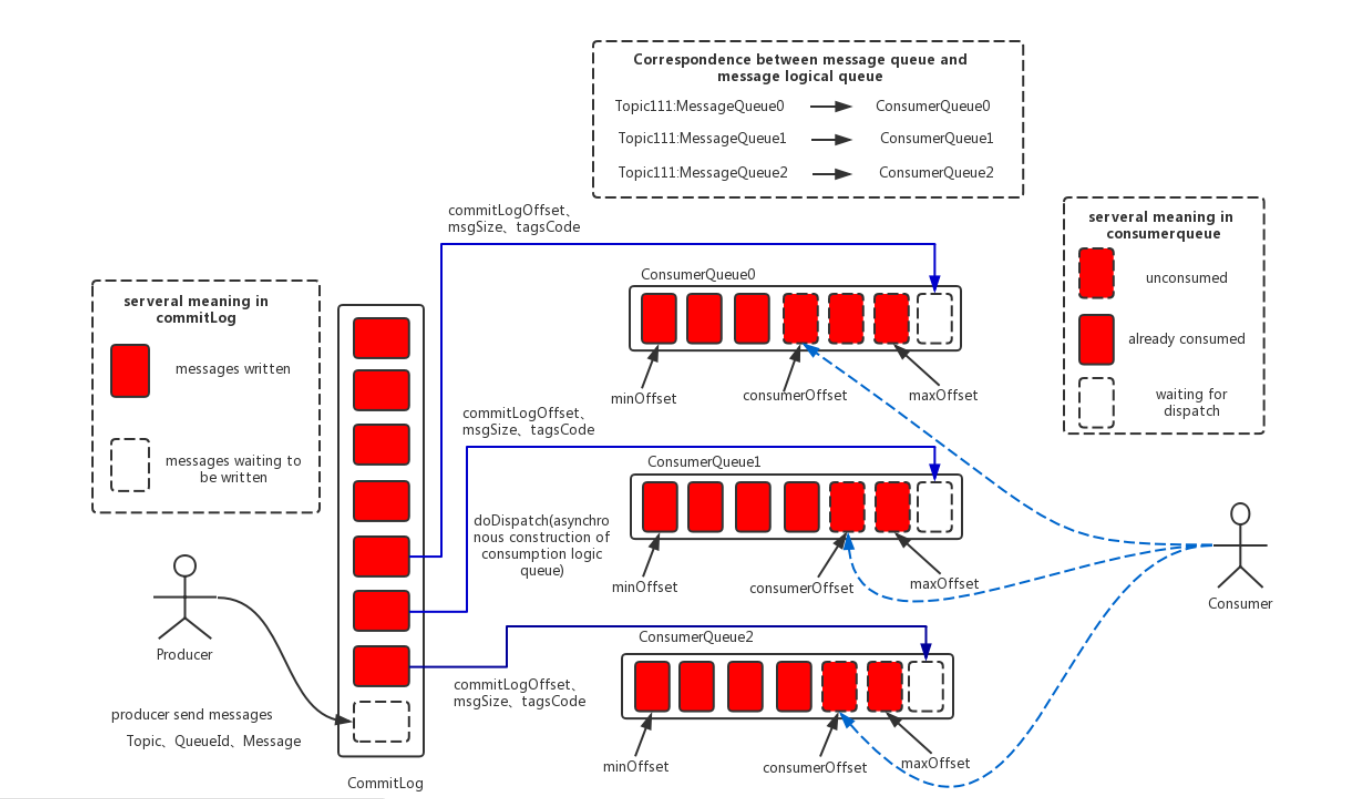 Correspondence between message queue and
message logical queue
Topic111:MessageQueue0
ConsumerQueue0
Topic111:MessageQueue1
ConsumerQueue1
Topic111:MessageQueue2
ConsumerQueue2
serveral meaning in
commitLog
messages written
messages waiting to
be written
Producer
producer send messages
Topic、QueueId、Message
CommitLog
commitLogOffset、
msgSize、tagsCode
ConsumerQueue0
minOffset
consumerOffset
maxOffset
commitLogOffset、
msgSize、tagsCode
ConsumerQueue1
doDispatch(asynchro
nous construction of
consumption logic
queue)
minOffset
consumerOffset
maxOffset
ConsumerQueue2
commitLogOffset、
msgSize、tagsCode
minOffset
consumerOffset
maxOffset
serveral meaning in
consumerqueue
unconsumed
already consumed
waiting for
dispatch
Consumer